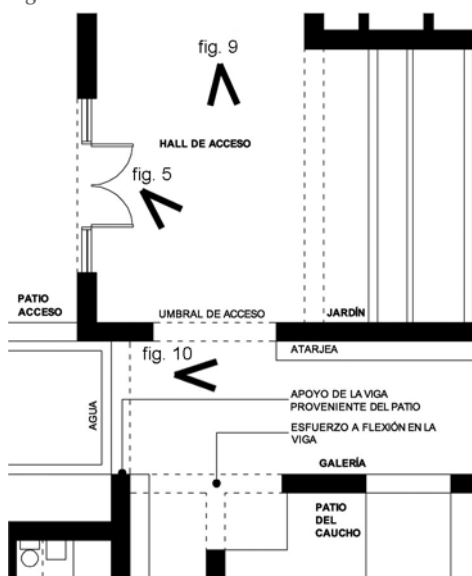 fig. 9
HALL DE ACCESO
fig. 5
PATIO
ACCESO
UMBRAL DE ACCESO
JARDÍN
fig. 10
ATARJEA
AGUA
APOYO DE LA VIGA
PROVENIENTE DEL PATIO
ESFUERZO A FLEXIÓN EN LA
VIGA
GALERÍA
PATIO
DEL
CAUCHO